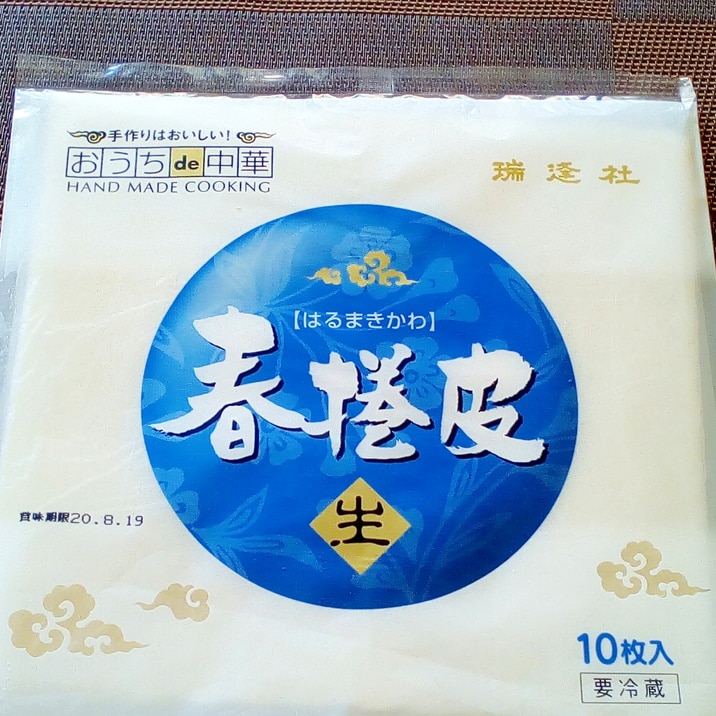 手作りはおいしい!
おうちde中華
HAND MADE COOKING
瑞逢社
【はるまきかわ】
春捲皮
生
賞味期限20.8.19
10枚入
要冷蔵